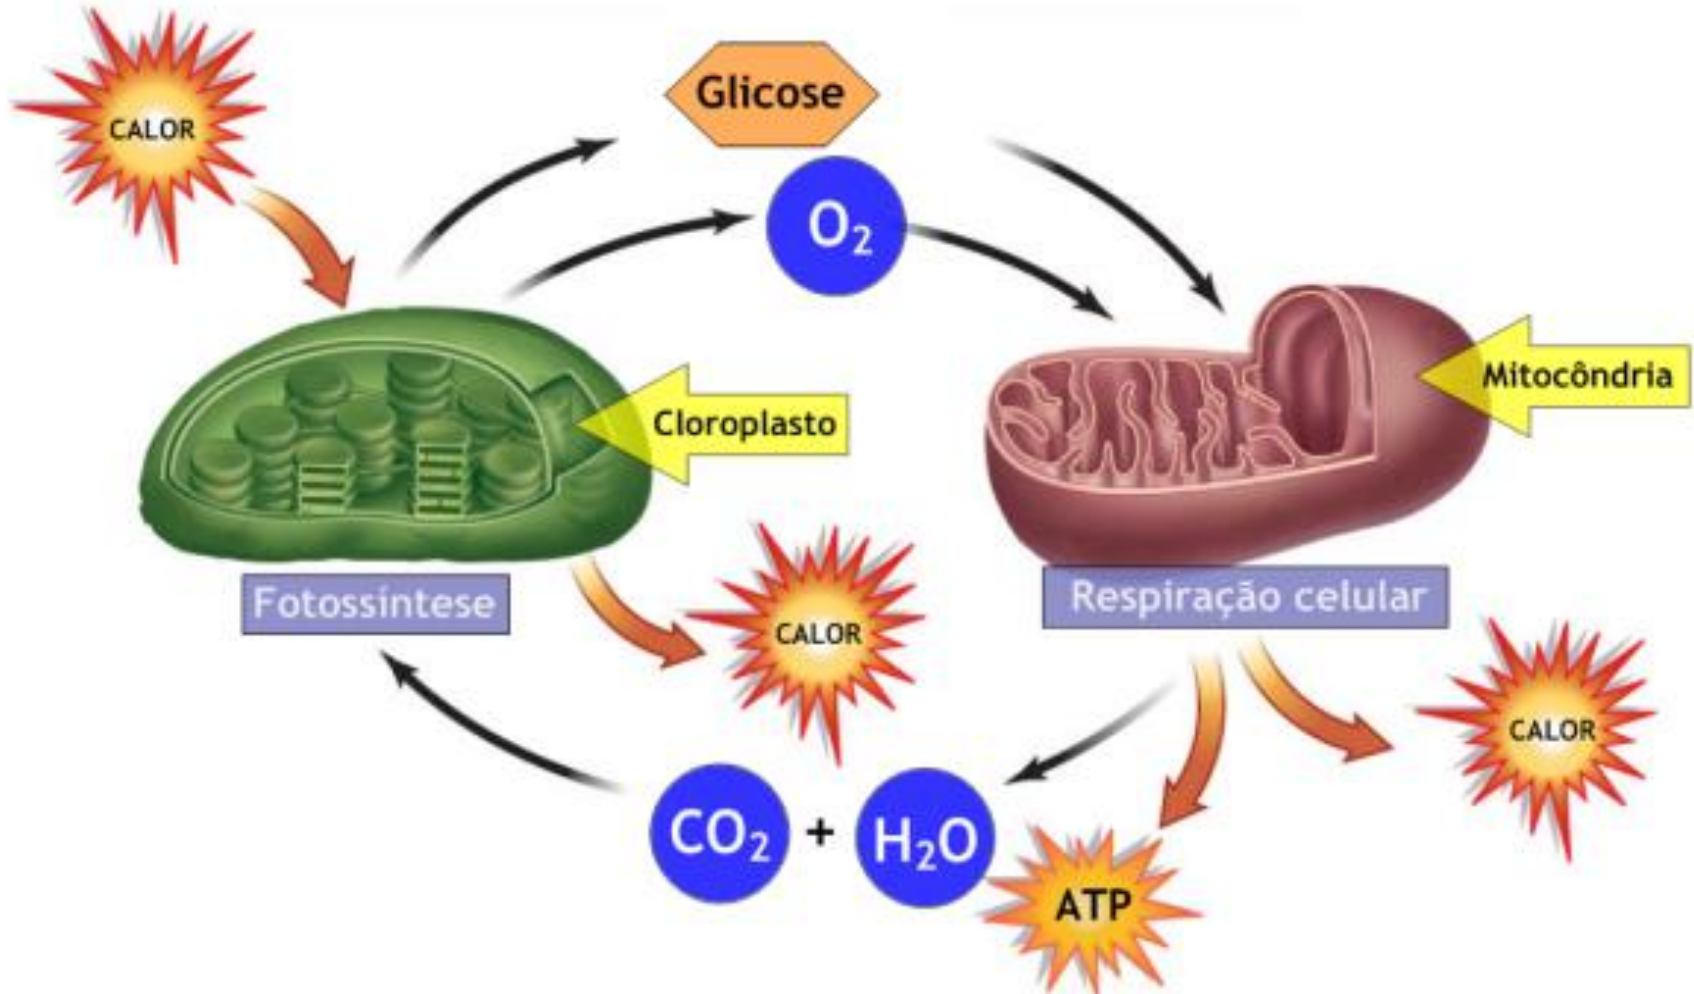 CALOR
Glicose
O₂
Cloroplasto
Mitocôndria
Fotossíntese
Respiração celular
CALOR
CALOR
CO₂ + H₂O
ATP